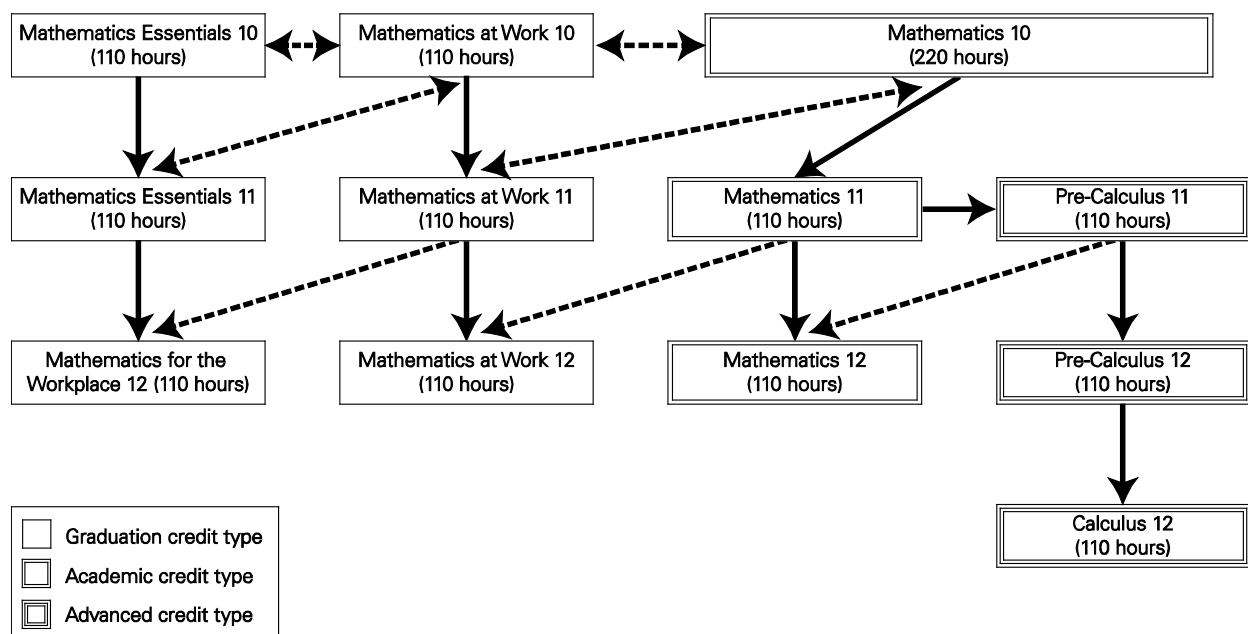 Mathematics Essentials 10
(110 hours)
Mathematics at Work 10
(110 hours)
Mathematics 10
(220 hours)
Mathematics Essentials 11
(110 hours)
Mathematics at Work 11
(110 hours)
Mathematics 11
(110 hours)
Pre-Calculus 11
(110 hours)
Mathematics for the
Workplace 12 (110 hours)
Mathematics at Work 12
(110 hours)
Mathematics 12
(110 hours)
Pre-Calculus 12
(110 hours)
Calculus 12
(110 hours)
Graduation credit type
Academic credit type
Advanced credit type